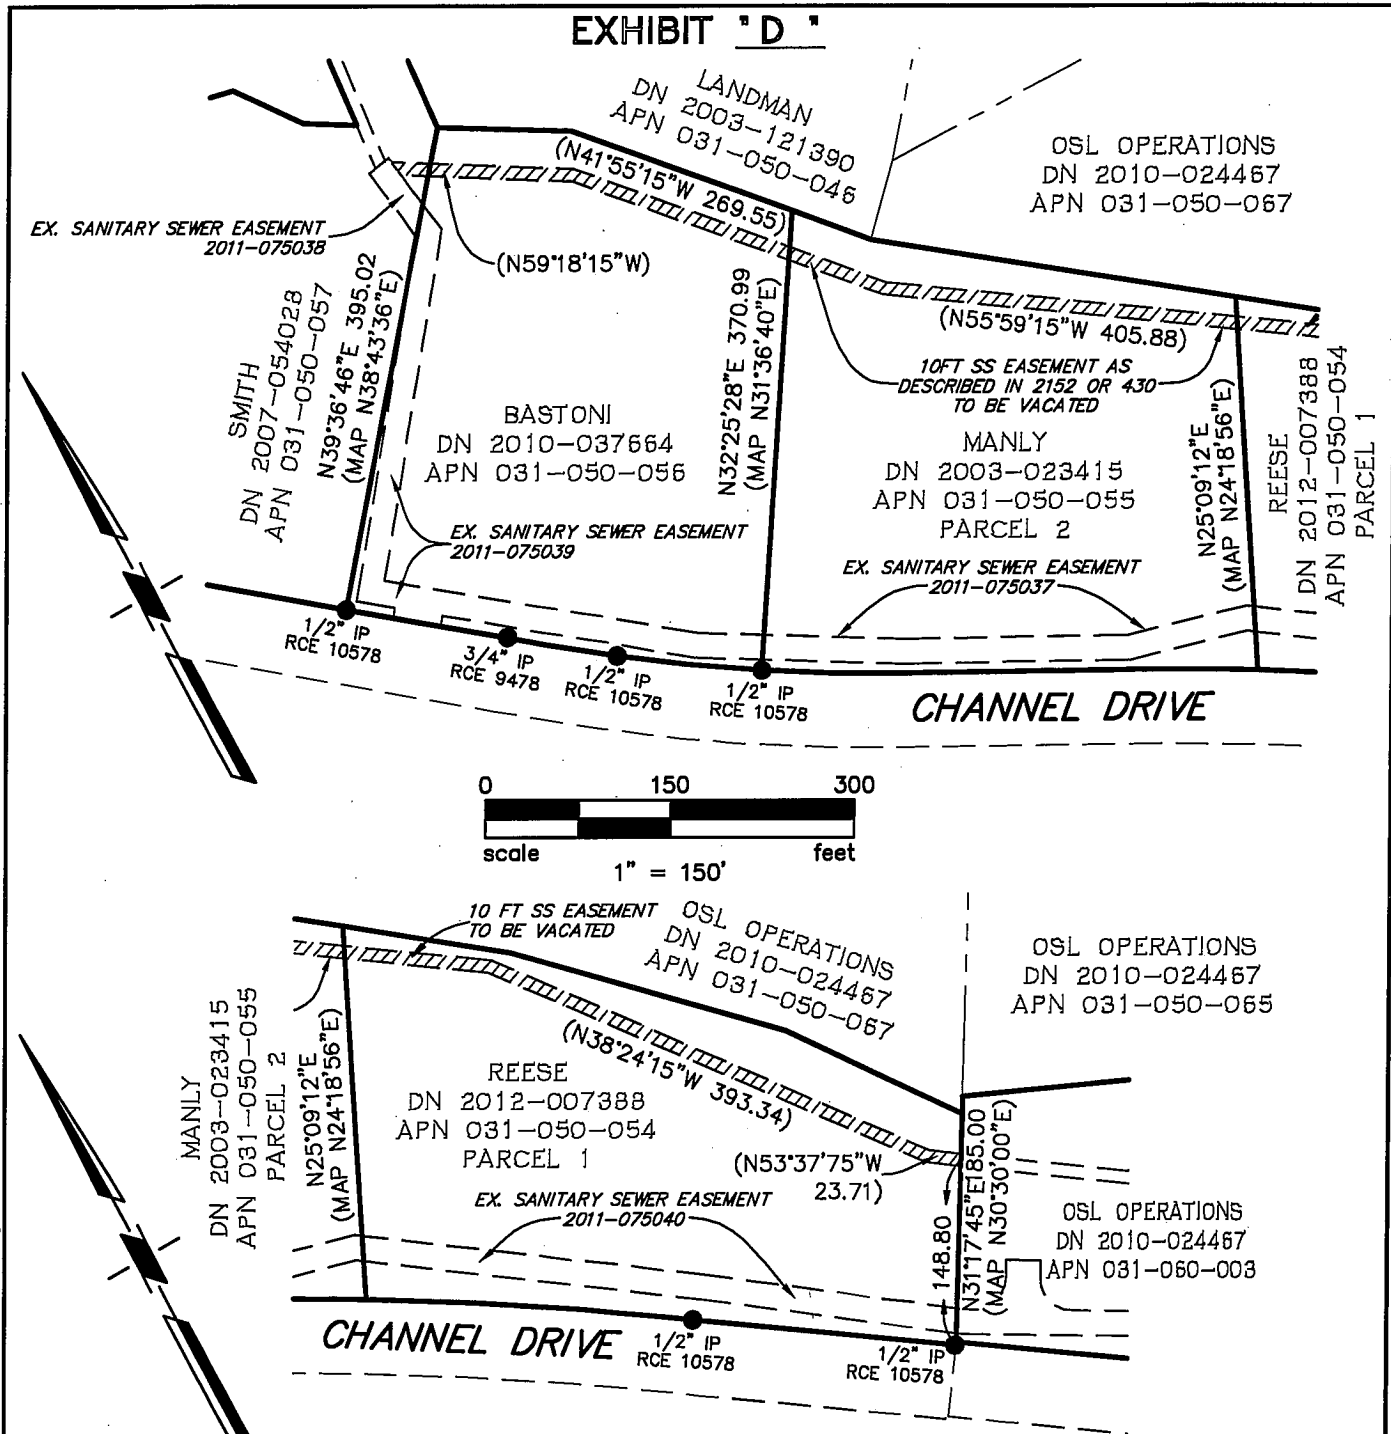 EXHIBIT "D"
LANDMAN
DN 2003-121390
APN 031-050-046
OSL OPERATIONS
DN 2010-024467
APN 031-050-067
(N41°55'15"W 269.55)
EX. SANITARY SEWER EASEMENT
2011-075038
(N59°18'15"W)
(N55°59'15"W 405.88)
10FT SS EASEMENT AS
DESCRIBED IN 2152 OR 430
TO BE VACATED
SMITH
DN 2007-054028
APN 031-050-057
N39°36'46"E 395.02
(MAP N38°43'36"E)
BASTONI
DN 2010-037664
APN 031-050-056
N32°25'28"E 370.99
(MAP N31°36'40"E)
MANLY
DN 2003-023415
APN 031-050-055
PARCEL 2
N25°09'12"E
(MAP N24°18'56"E)
REESE
DN 2012-007388
APN 031-050-054
PARCEL 1
EX. SANITARY SEWER EASEMENT
2011-075039
EX. SANITARY SEWER EASEMENT
2011-075037
1/2" IP
RCE 10578
3/4" IP
RCE 9478
1/2" IP
RCE 10578
1/2" IP
RCE 10578
CHANNEL DRIVE
0 150 300
scale feet
1" = 150'
10 FT SS EASEMENT
TO BE VACATED
OSL OPERATIONS
DN 2010-024467
APN 031-050-067
OSL OPERATIONS
DN 2010-024467
APN 031-050-065
MANLY
DN 2003-023415
APN 031-050-055
PARCEL 2
N25°09'12"E
(MAP N24°18'56"E)
(N38°24'15"W 393.34)
REESE
DN 2012-007388
APN 031-050-054
PARCEL 1
(N53°37'75"W
23.71)
EX. SANITARY SEWER EASEMENT
2011-075040
148.80
N31°17'45"E 185.00
(MAP N30°30'00"E)
OSL OPERATIONS
DN 2010-024467
APN 031-060-003
CHANNEL DRIVE
1/2" IP
RCE 10578
1/2" IP
RCE 10578